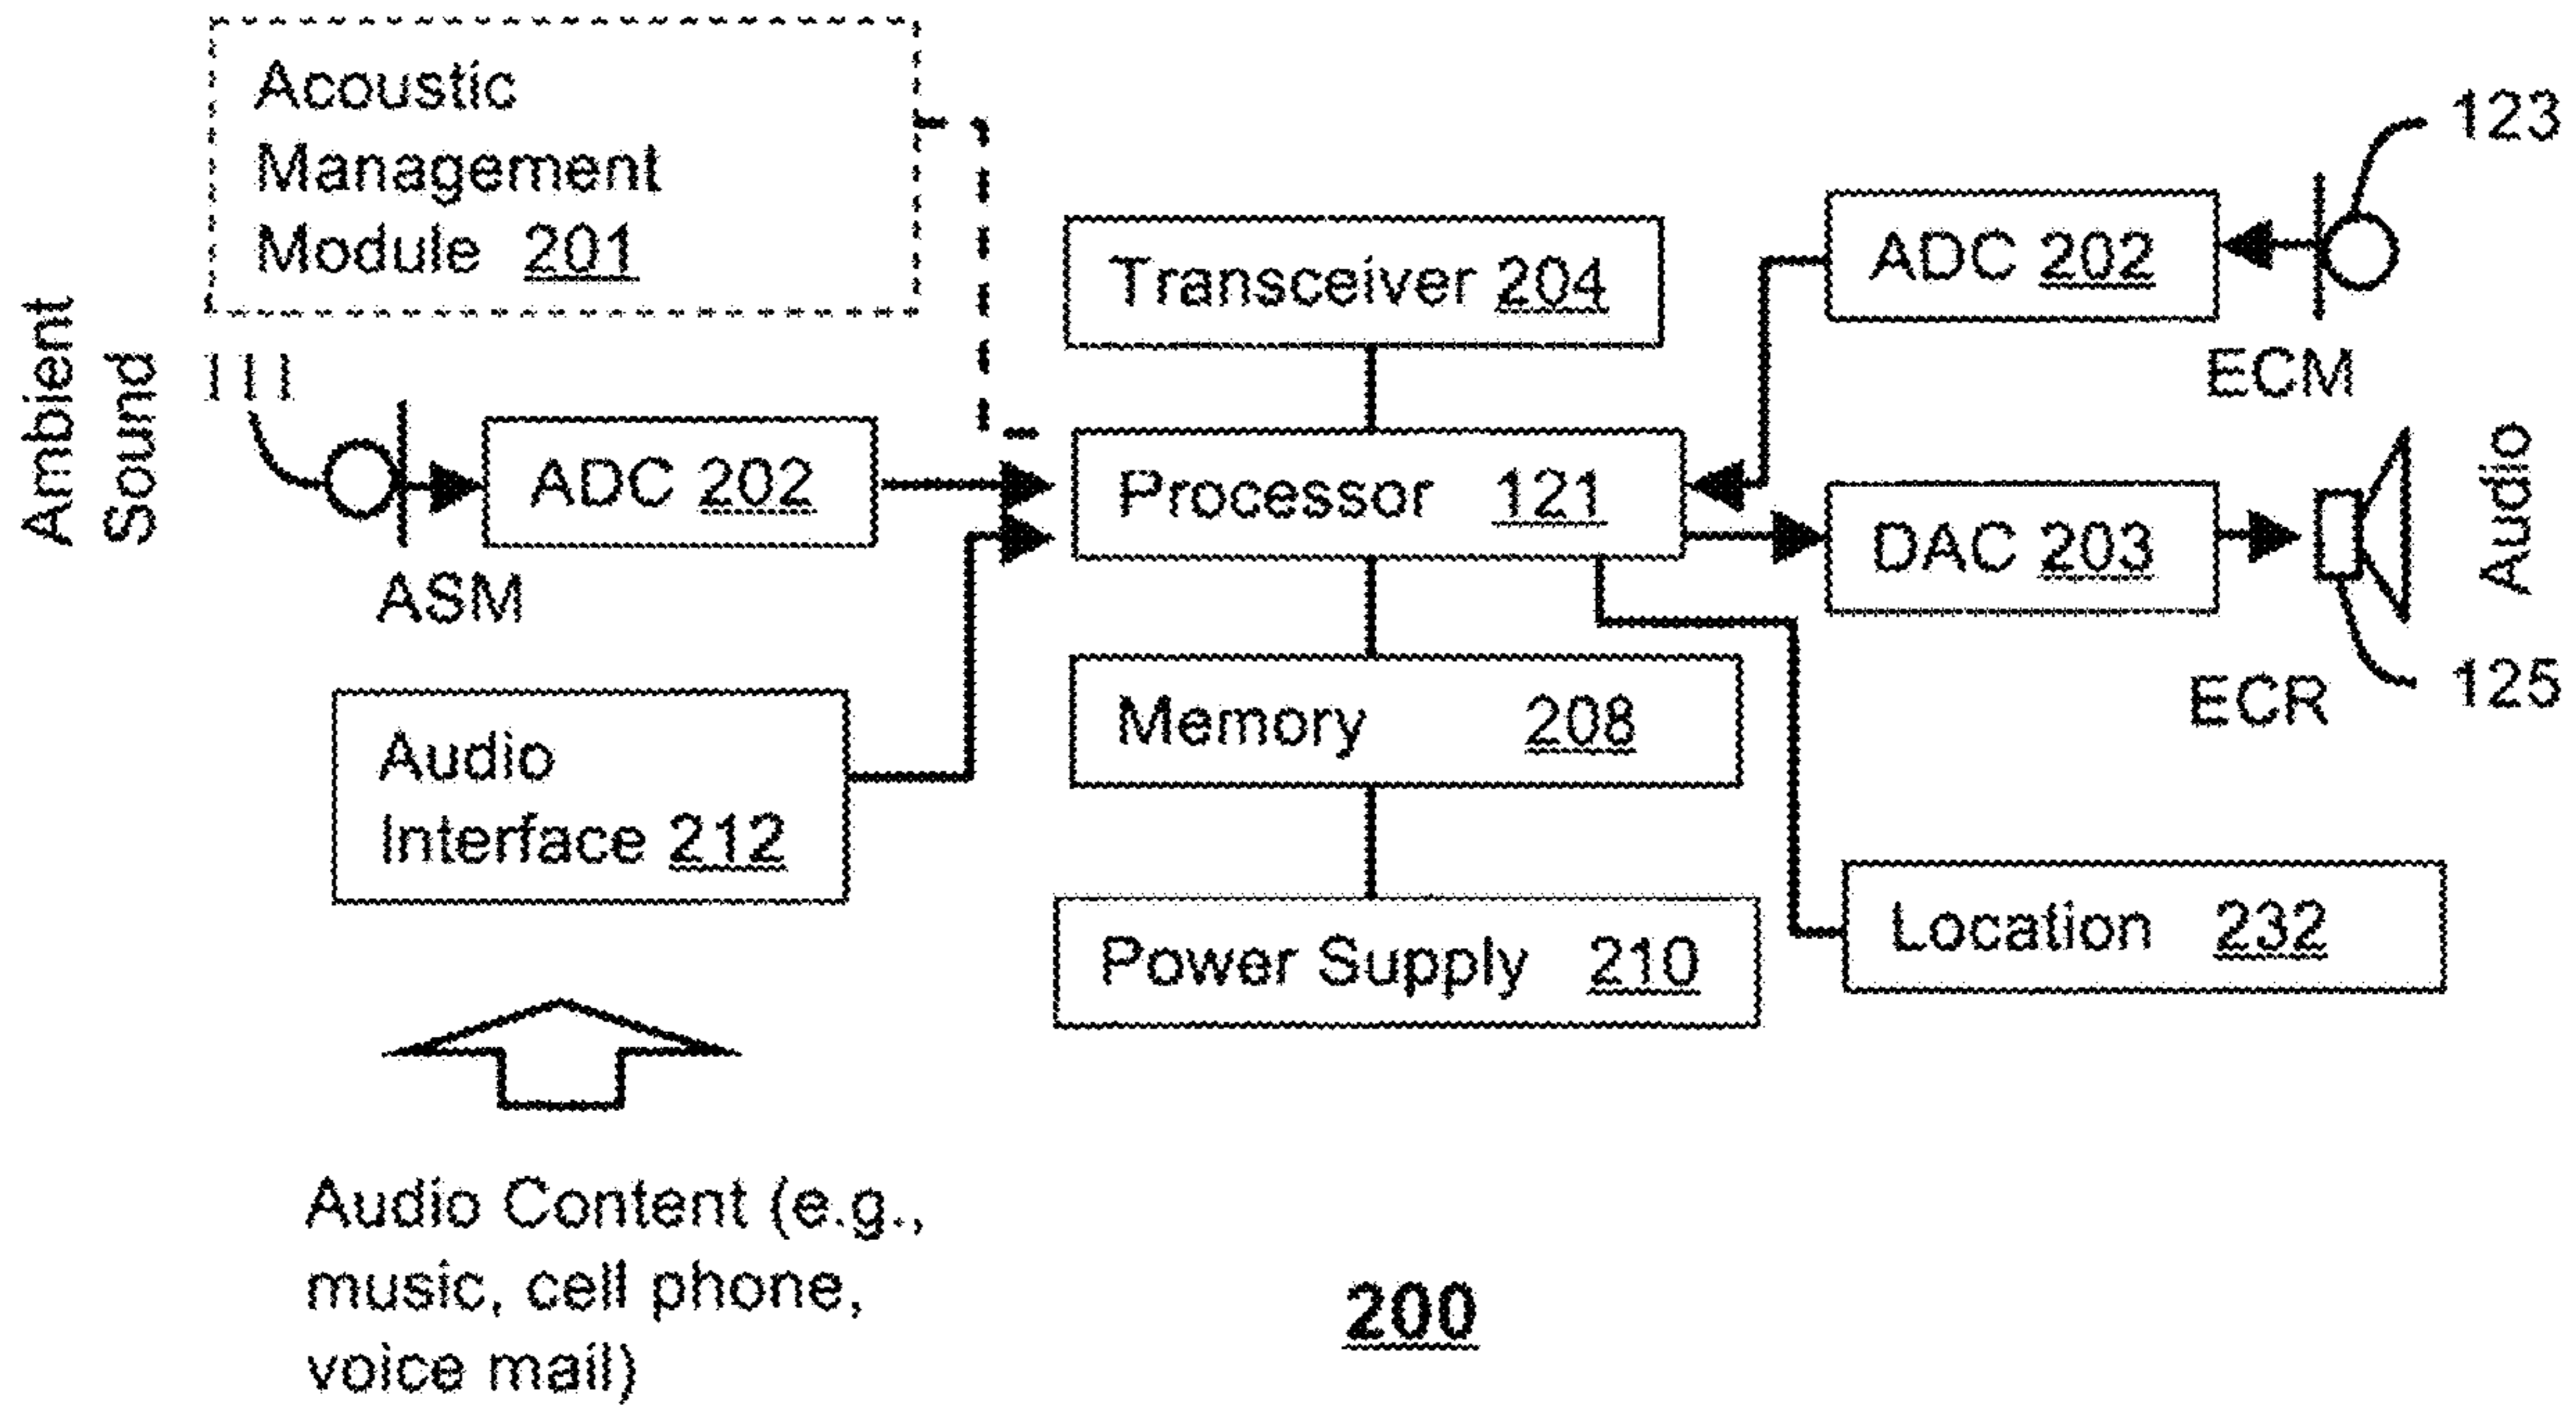 Acoustic
Management
Module 201
Ambient
Sound
111
ADC 202
ASM
Audio
Interface 212
Audio Content (e.g.,
music, cell phone,
voice mail)
Transceiver 204
Processor 121
Memory 208
Power Supply 210
ADC 202
123
ECM
DAC 203
Audio
125
ECR
Location 232
200